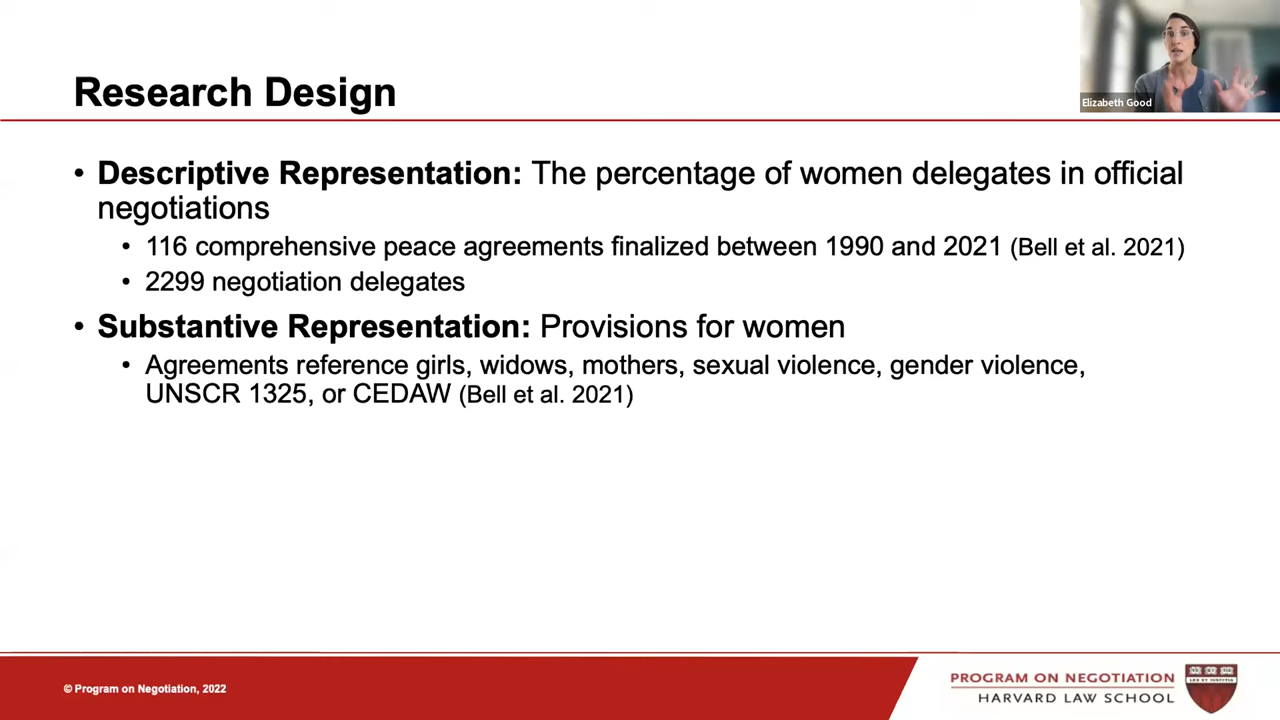 Elizabeth Good
Research Design
• Descriptive Representation: The percentage of women delegates in official
negotiations
• 116 comprehensive peace agreements finalized between 1990 and 2021 (Bell et al. 2021)
• 2299 negotiation delegates
• Substantive Representation: Provisions for women
• Agreements reference girls, widows, mothers, sexual violence, gender violence,
UNSCR 1325, or CEDAW (Bell et al. 2021)
© Program on Negotiation, 2022
PROGRAM ON NEGOTIATION
HARVARD LAW SCHOOL